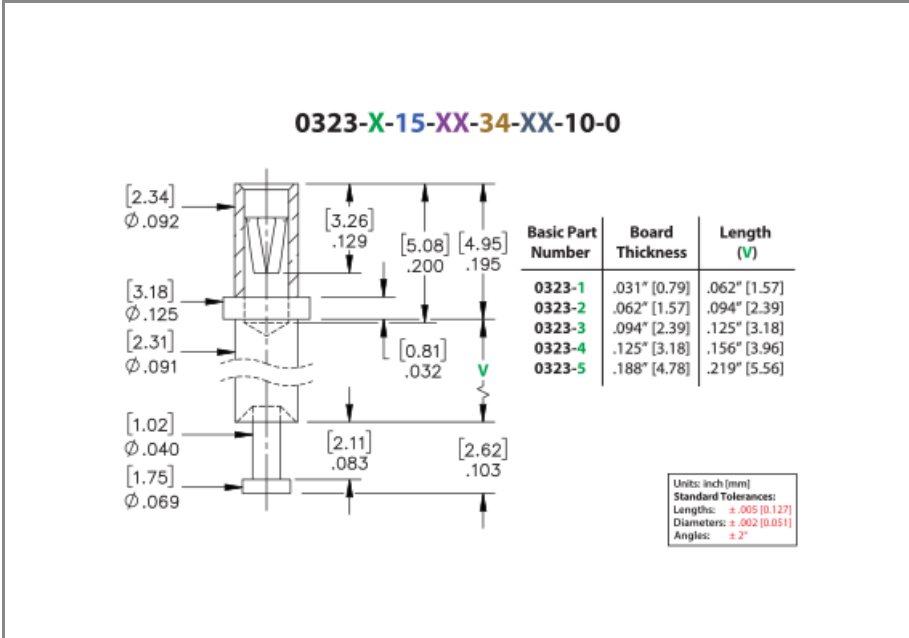 0323-X-15-XX-34-XX-10-0
[2.34]
Ø.092
[3.18]
Ø.125
[2.31]
Ø.091
[1.02]
Ø.040
[1.75]
Ø.069
[3.26]
.129
[5.08]
.200
[4.95]
.195
[0.81]
.032
V
[2.11]
.083
[2.62]
.103
Basic Part Number Board Thickness Length (V)
0323-1 .031" [0.79] .062" [1.57]
0323-2 .062" [1.57] .094" [2.39]
0323-3 .094" [2.39] .125" [3.18]
0323-4 .125" [3.18] .156" [3.96]
0323-5 .188" [4.78] .219" [5.56]
Units: inch [mm]
Standard Tolerances:
Lengths: ± .005 [0.127]
Diameters: ± .002 [0.051]
Angles: ± 2°